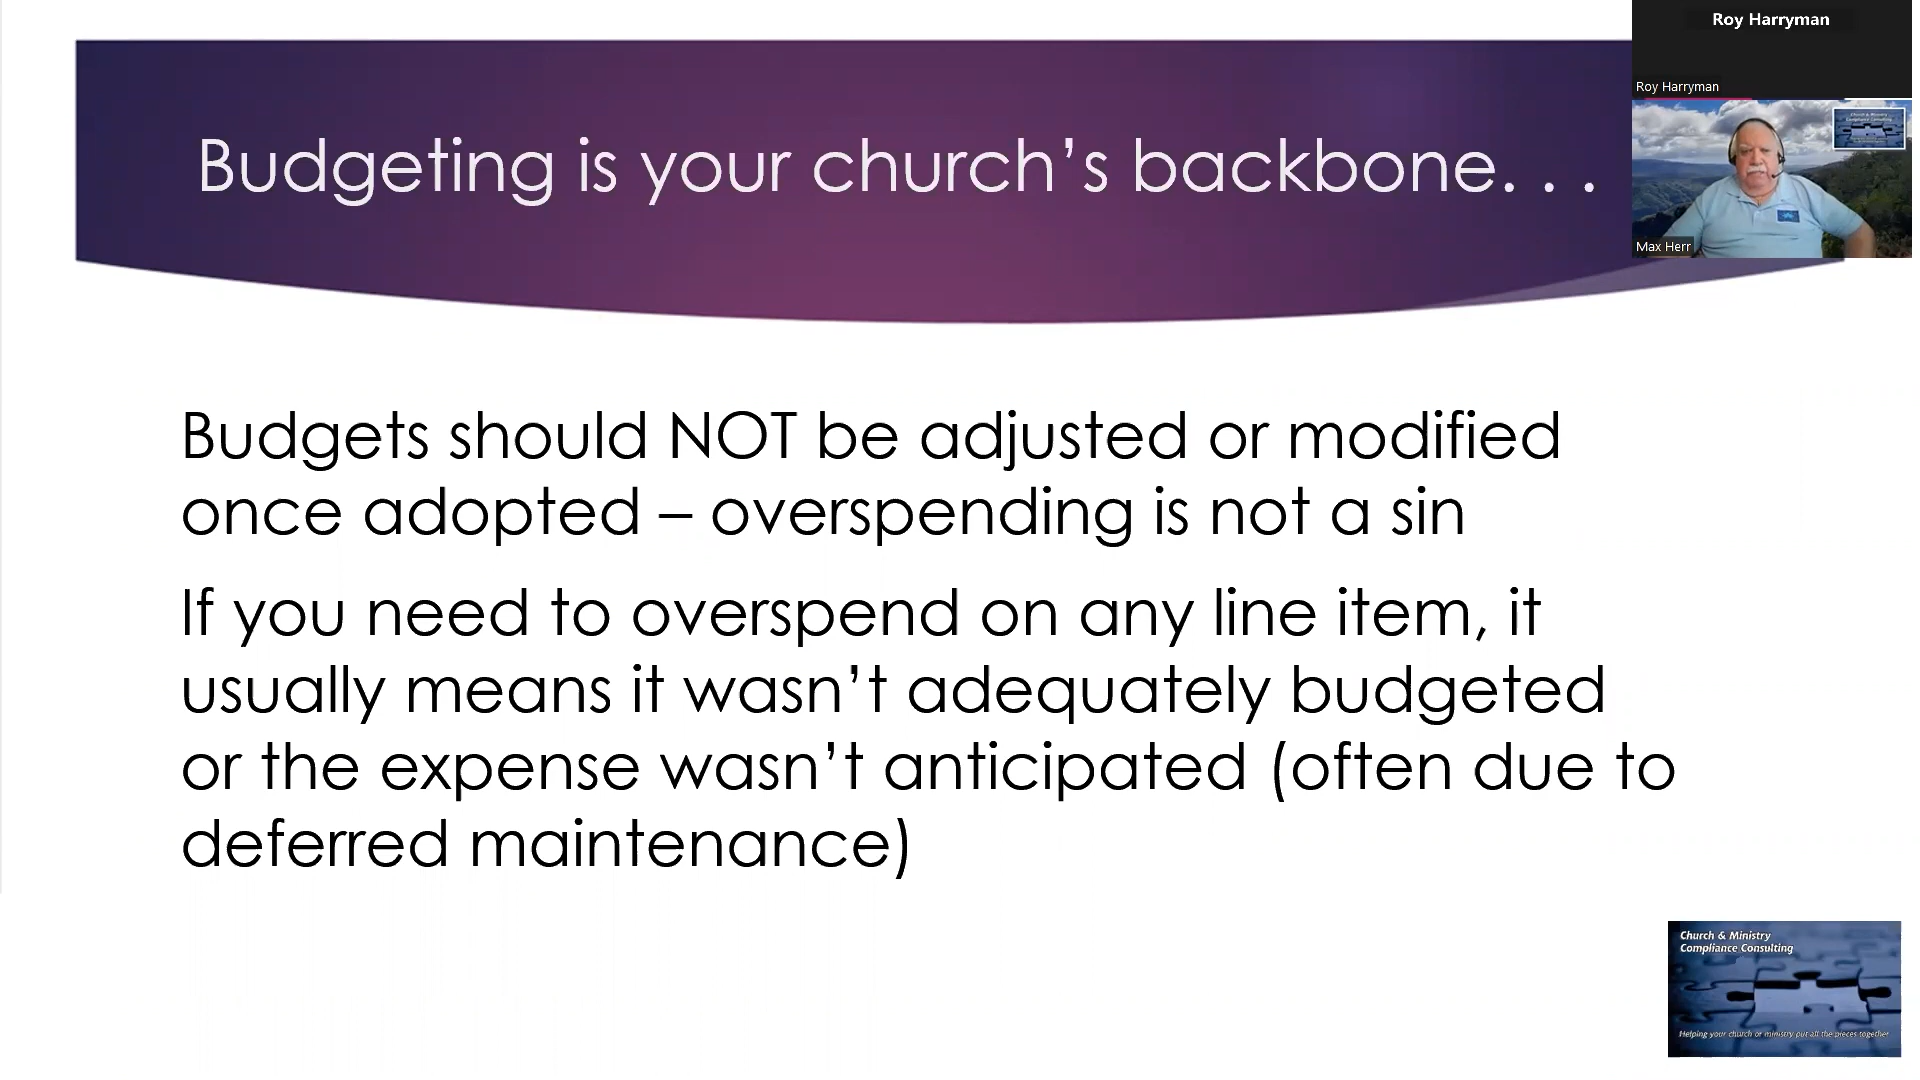 Roy Harryman
Roy Harryman
Max Herr
Budgeting is your church’s backbone. . .
Budgets should NOT be adjusted or modified
once adopted – overspending is not a sin
If you need to overspend on any line item, it
usually means it wasn’t adequately budgeted
or the expense wasn’t anticipated (often due to
deferred maintenance)
Church & Ministry
Compliance Consulting
Helping your church or ministry put all the pieces together